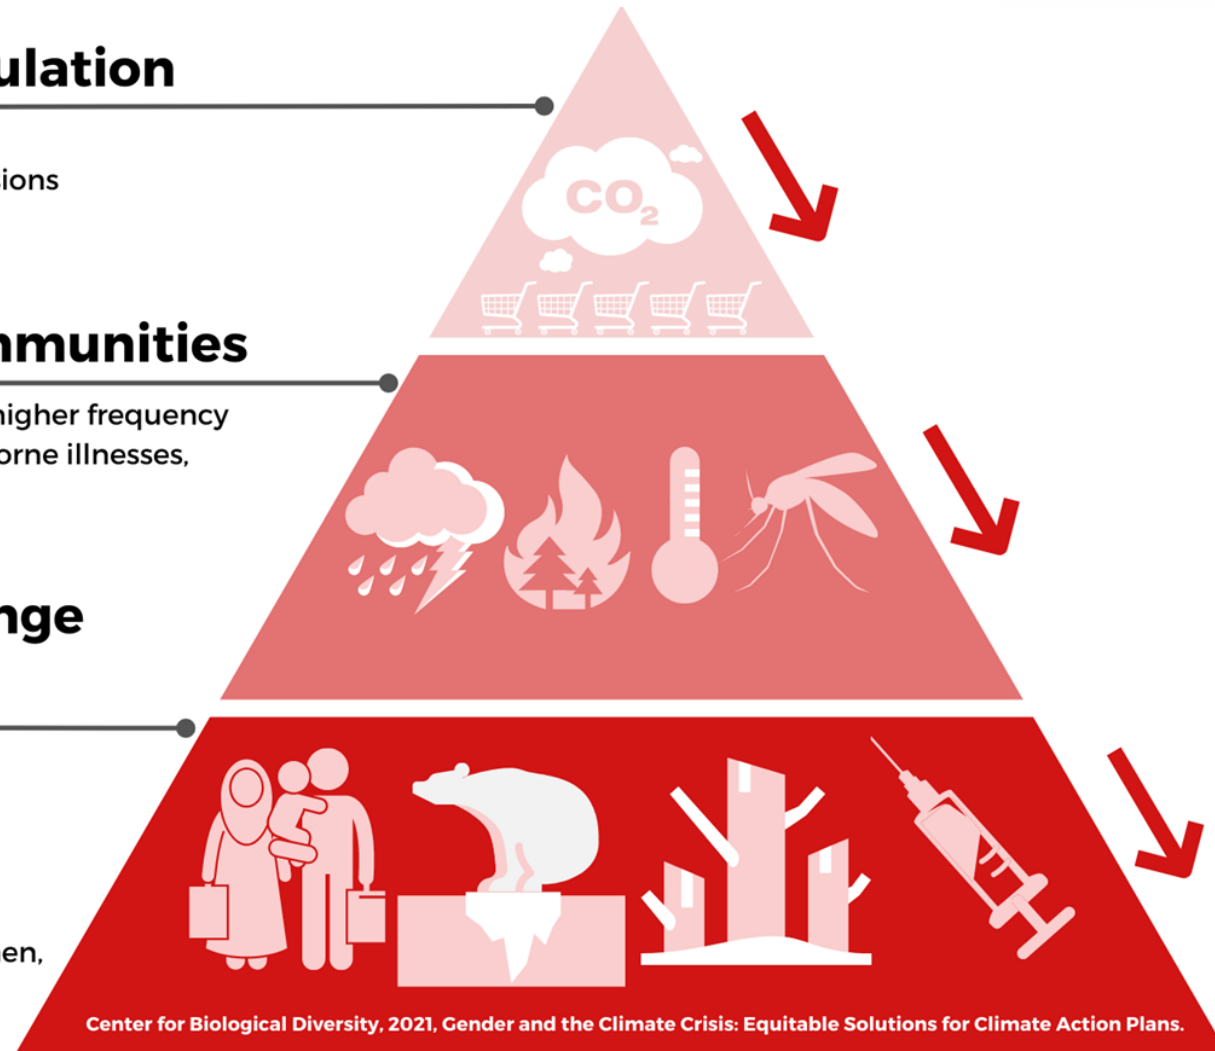 ulation
ions
CO₂
mmunities
higher frequency
orne illnesses,
nge
en,
Center for Biological Diversity, 2021, Gender and the Climate Crisis: Equitable Solutions for Climate Action Plans.